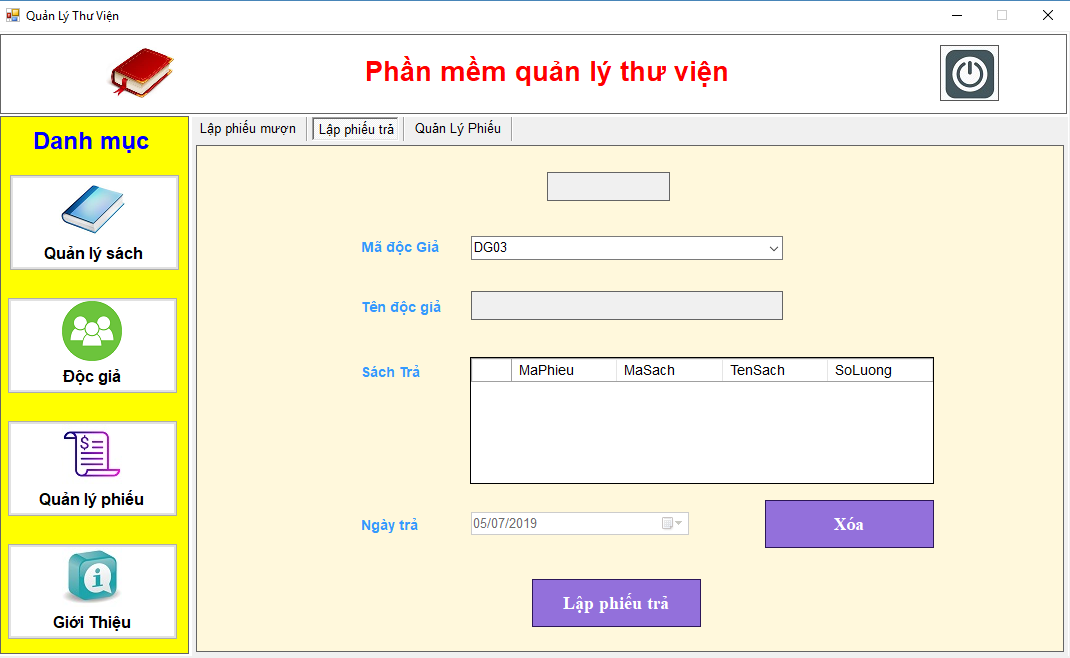 Quản Lý Thư Viện
Phần mềm quản lý thư viện
Danh mục
Quản lý sách
Độc giả
Quản lý phiếu
Giới Thiệu
Lập phiếu mượn
Lập phiếu trả
Quản Lý Phiếu
Mã độc Giả
DG03
Tên độc giả
Sách Trả
MaPhieu MaSach TenSach SoLuong
Ngày trả
05/07/2019
Xóa
Lập phiếu trả